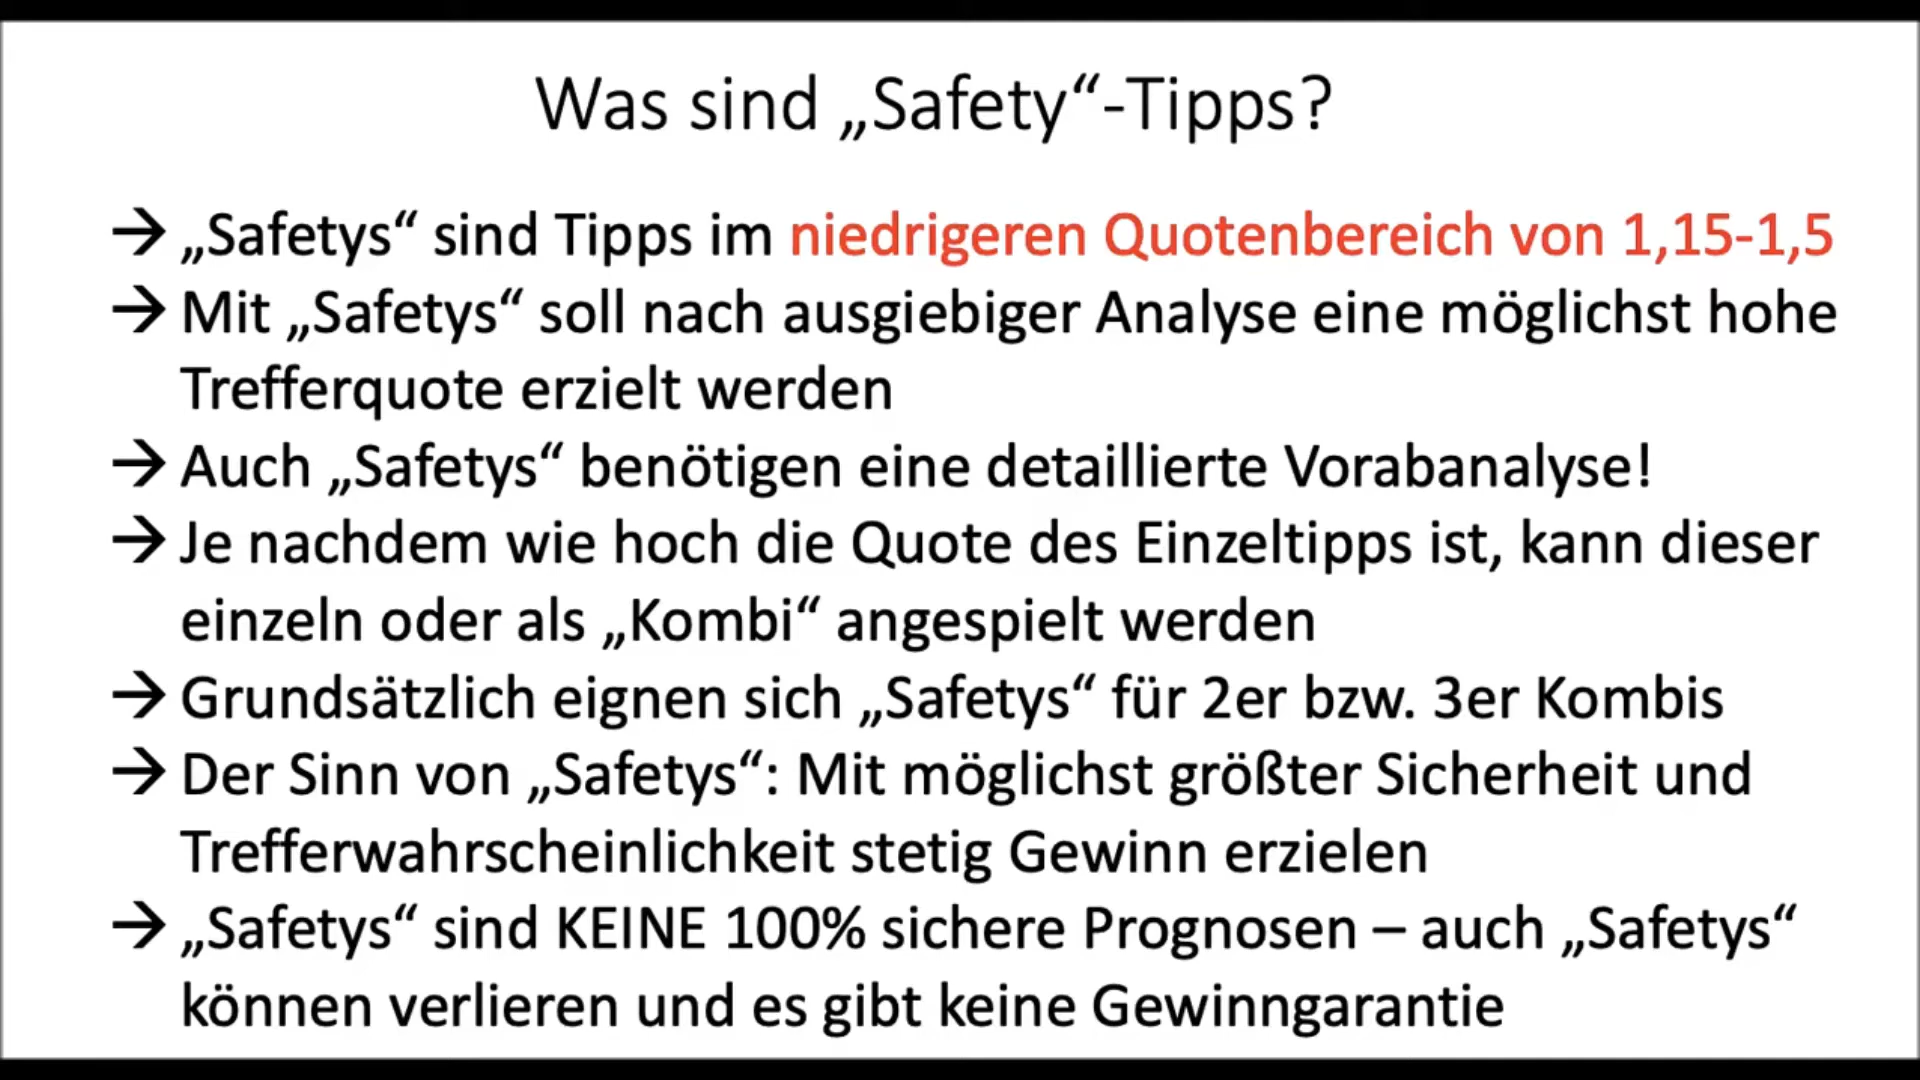 Was sind „Safety“-Tipps?
→ „Safetys“ sind Tipps im niedrigeren Quotenbereich von 1,15-1,5
→ Mit „Safetys“ soll nach ausgiebiger Analyse eine möglichst hohe
Trefferquote erzielt werden
→ Auch „Safetys“ benötigen eine detaillierte Vorabanalyse!
→ Je nachdem wie hoch die Quote des Einzeltipps ist, kann dieser
einzeln oder als „Kombi“ angespielt werden
→ Grundsätzlich eignen sich „Safetys“ für 2er bzw. 3er Kombis
→ Der Sinn von „Safetys“: Mit möglichst größter Sicherheit und
Trefferwahrscheinlichkeit stetig Gewinn erzielen
→ „Safetys“ sind KEINE 100% sichere Prognosen – auch „Safetys“
können verlieren und es gibt keine Gewinngarantie